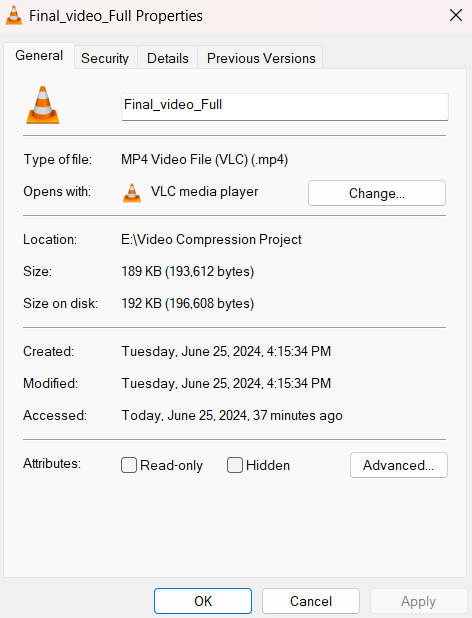 Final_video_Full Properties
General Security Details Previous Versions
Final_video_Full
Type of file: MP4 Video File (VLC) (.mp4)
Opens with: VLC media player Change...
Location: E:\Video Compression Project
Size: 189 KB (193,612 bytes)
Size on disk: 192 KB (196,608 bytes)
Created: Tuesday, June 25, 2024, 4:15:34 PM
Modified: Tuesday, June 25, 2024, 4:15:34 PM
Accessed: Today, June 25, 2024, 37 minutes ago
Attributes: Read-only Hidden Advanced...
OK Cancel Apply